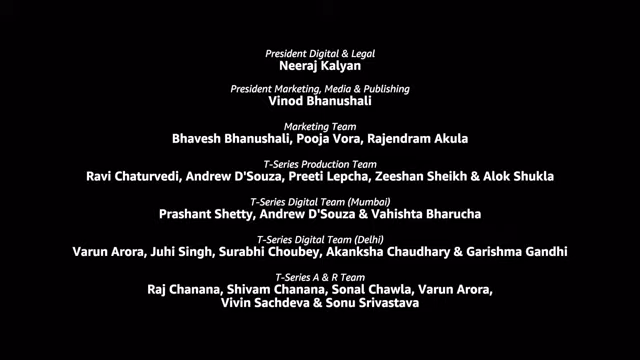 President Digital & Legal
Neeraj Kalyan
President Marketing, Media & Publishing
Vinod Bhanushali
Marketing Team
Bhavesh Bhanushali, Pooja Vora, Rajendram Akula
T-Series Production Team
Ravi Chaturvedi, Andrew D'Souza, Preeti Lepcha, Zeeshan Sheikh & Alok Shukla
T-Series Digital Team (Mumbai)
Prashant Shetty, Andrew D'Souza & Vahishta Bharucha
T-Series Digital Team (Delhi)
Varun Arora, Juhi Singh, Surabhi Choubey, Akanksha Chaudhary & Garishma Gandhi
T-Series A & R Team
Raj Chanana, Shivam Chanana, Sonal Chawla, Varun Arora,
Vivin Sachdeva & Sonu Srivastava